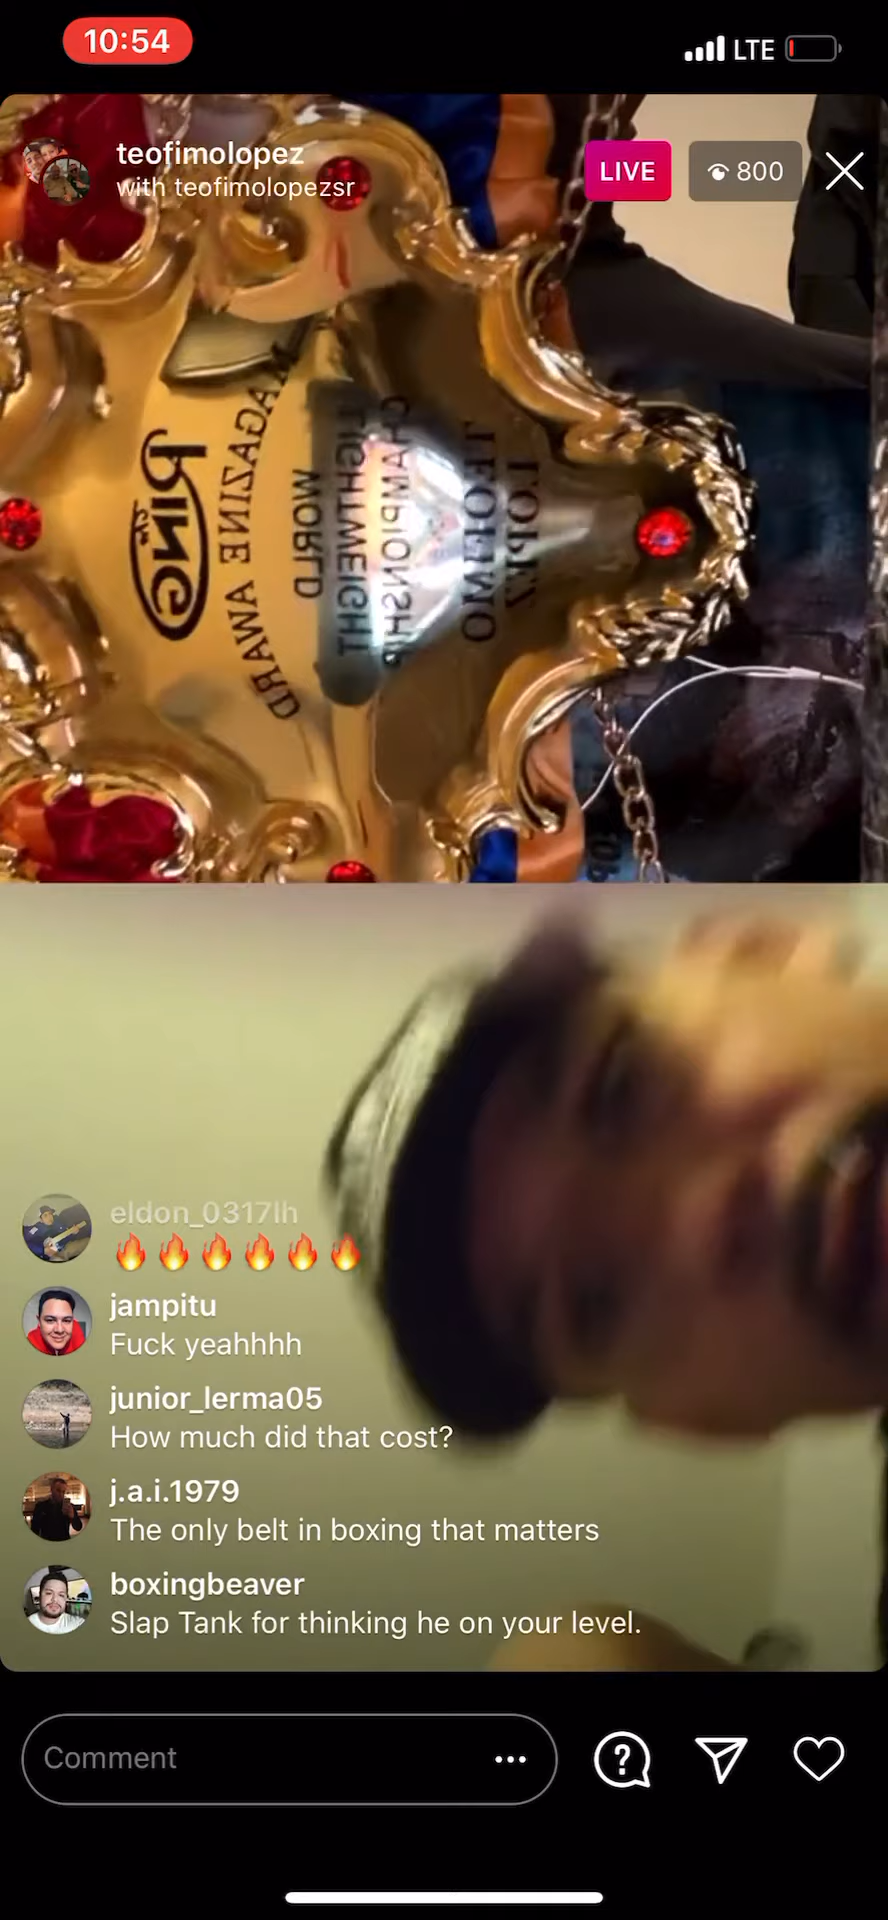 10:54
LTE
teofimolopez
with teofimolopezsr
LIVE
800
THE
RING
MAGAZINE AWARD
WORLD
LIGHTWEIGHT
CHAMPIONSHIP
TEOFIMO
LOPEZ
eldon_0317lh
🔥🔥🔥🔥🔥🔥
jampitu
Fuck yeahhhh
junior_lerma05
How much did that cost?
j.a.i.1979
The only belt in boxing that matters
boxingbeaver
Slap Tank for thinking he on your level.
Comment